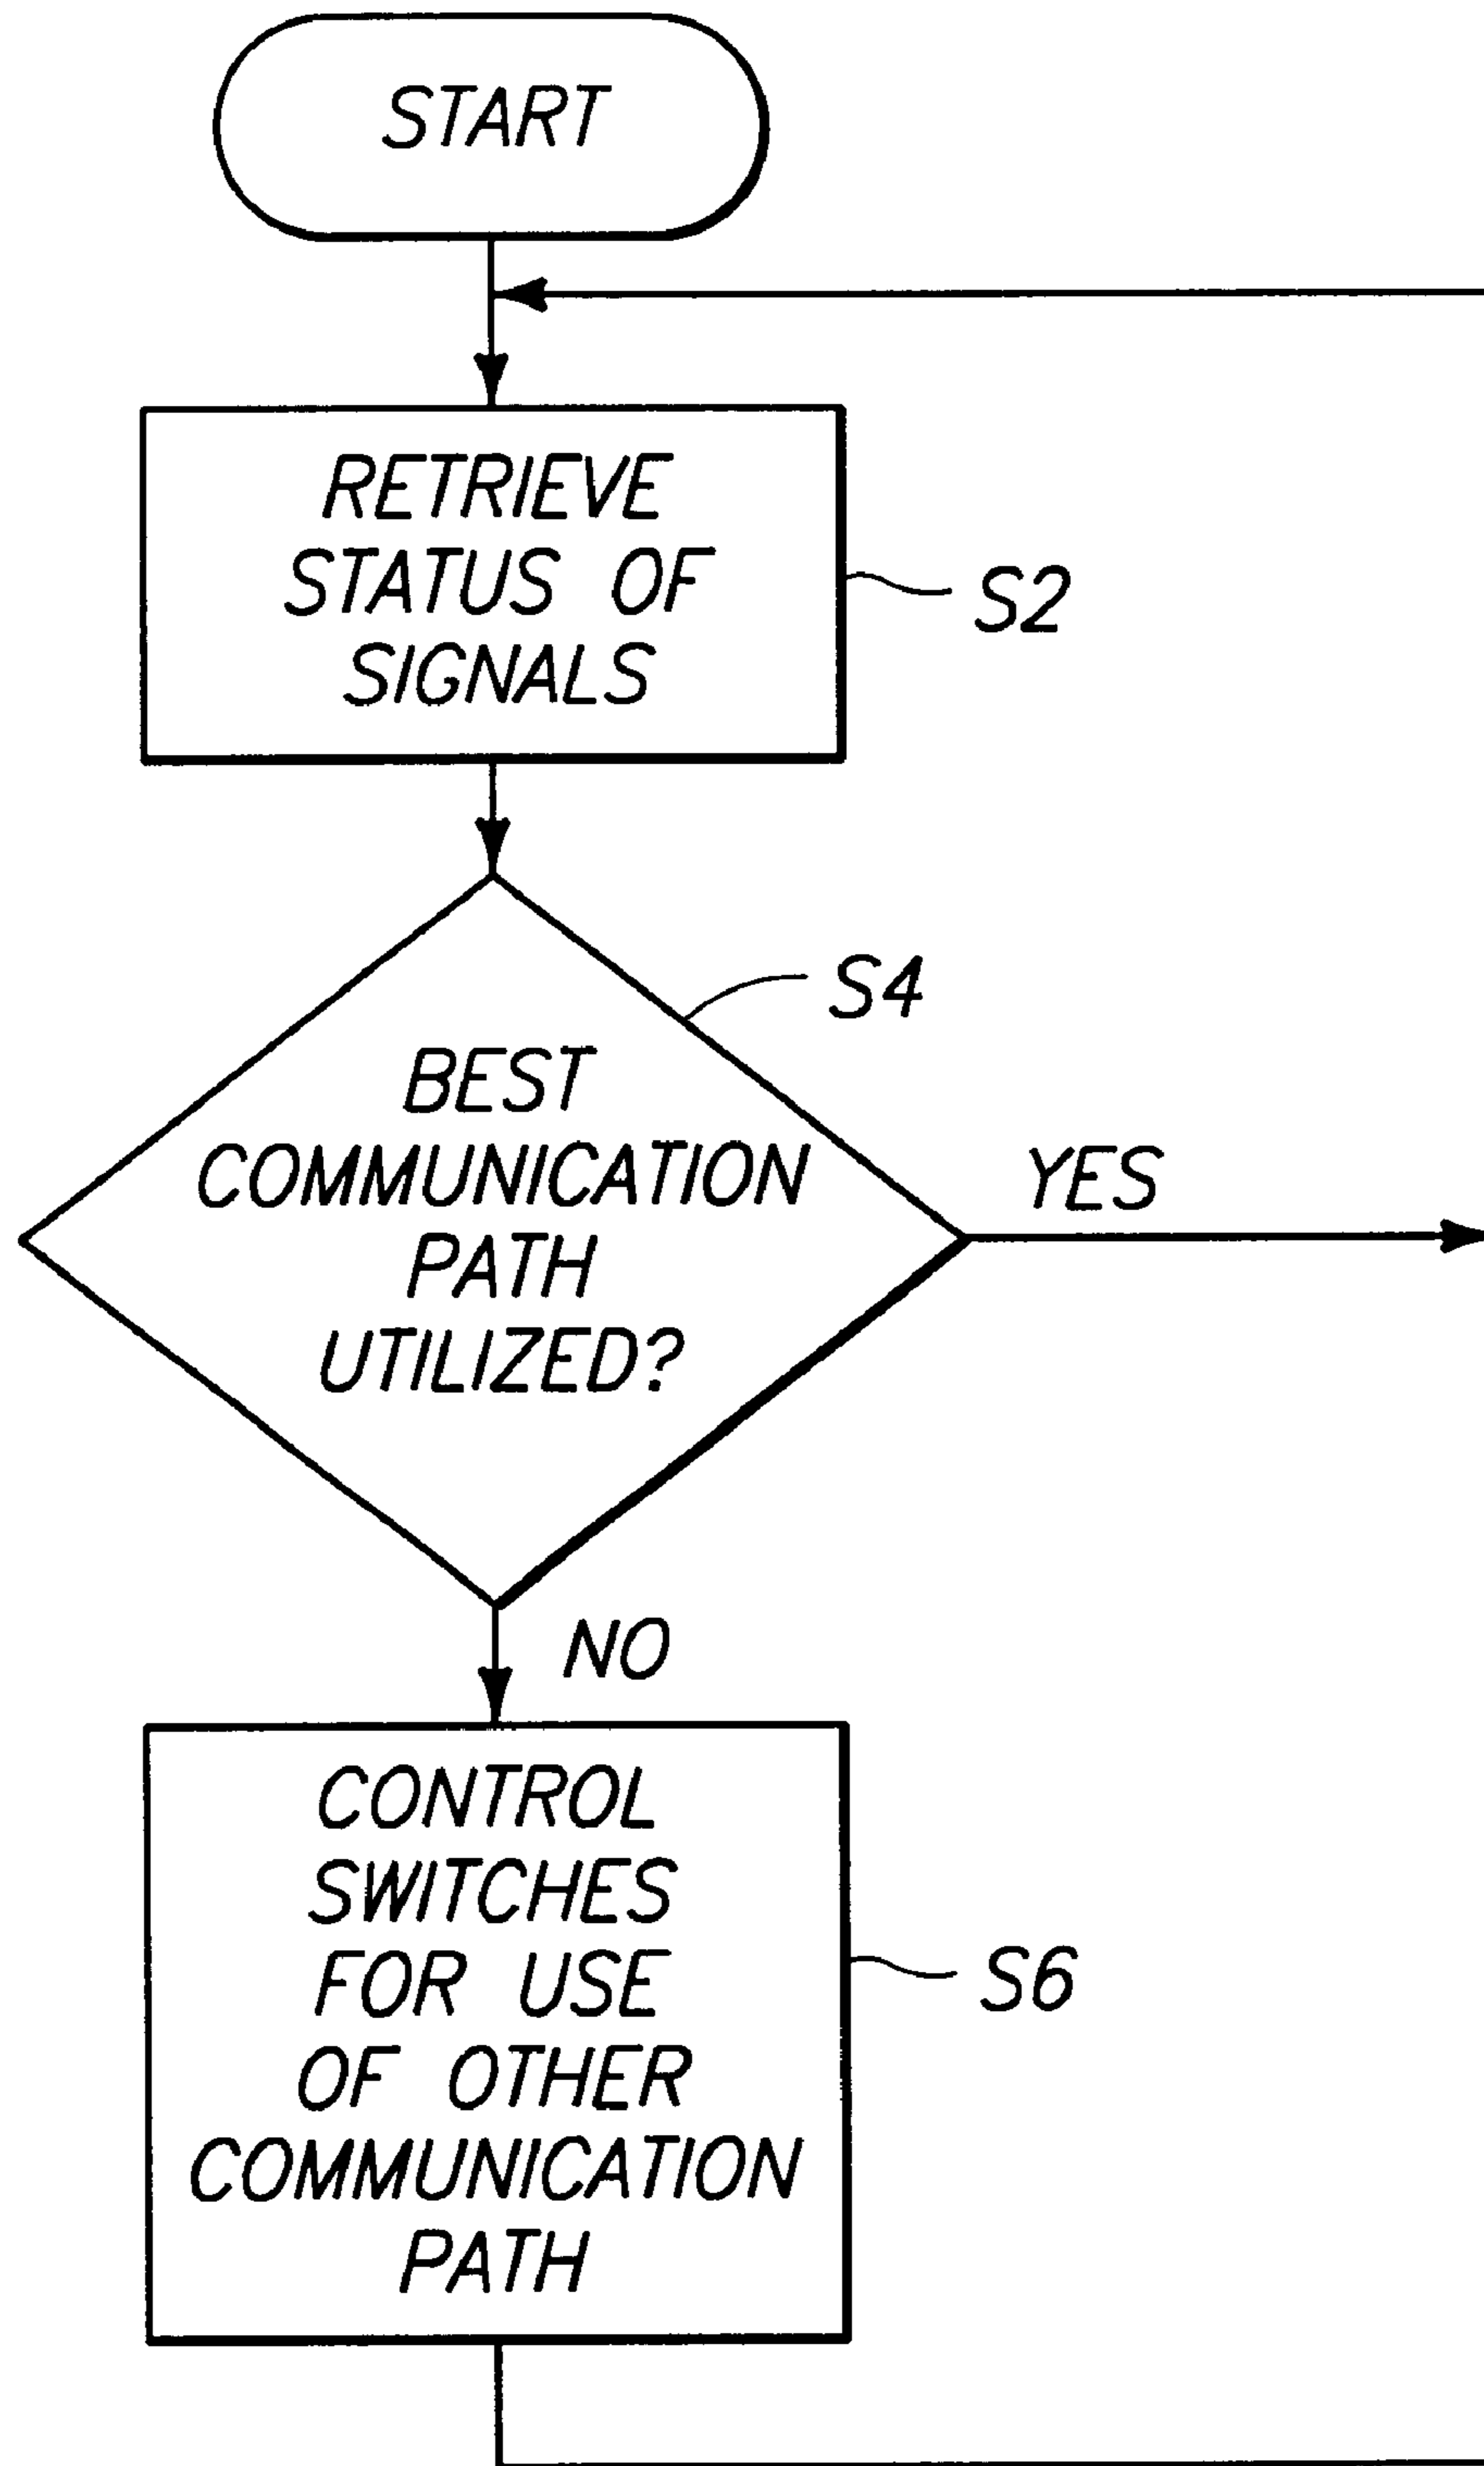 START
RETRIEVE
STATUS OF
SIGNALS
S2
S4
BEST
COMMUNICATION
PATH
UTILIZED?
YES
NO
CONTROL
SWITCHES
FOR USE
OF OTHER
COMMUNICATION
PATH
S6